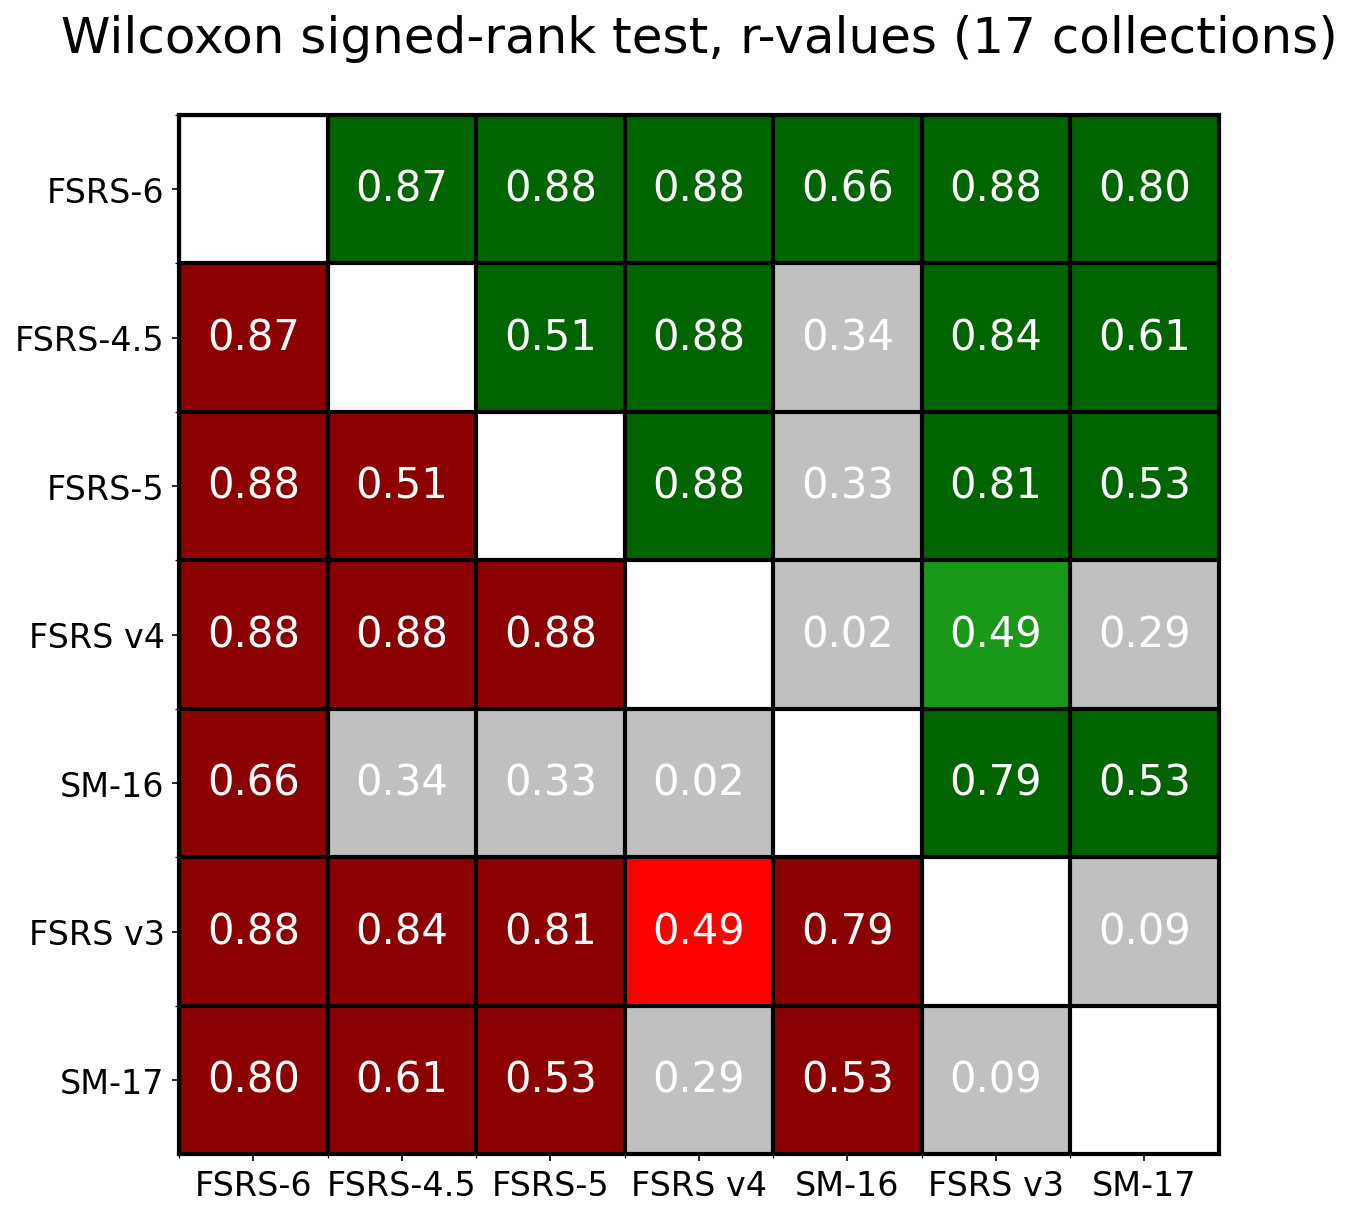 Wilcoxon signed-rank test, r-values (17 collections)
FSRS-6 0.87 0.88 0.88 0.66 0.88 0.80
FSRS-4.5 0.87 0.51 0.88 0.34 0.84 0.61
FSRS-5 0.88 0.51 0.88 0.33 0.81 0.53
FSRS v4 0.88 0.88 0.88 0.02 0.49 0.29
SM-16 0.66 0.34 0.33 0.02 0.79 0.53
FSRS v3 0.88 0.84 0.81 0.49 0.79 0.09
SM-17 0.80 0.61 0.53 0.29 0.53 0.09
FSRS-6 FSRS-4.5 FSRS-5 FSRS v4 SM-16 FSRS v3 SM-17